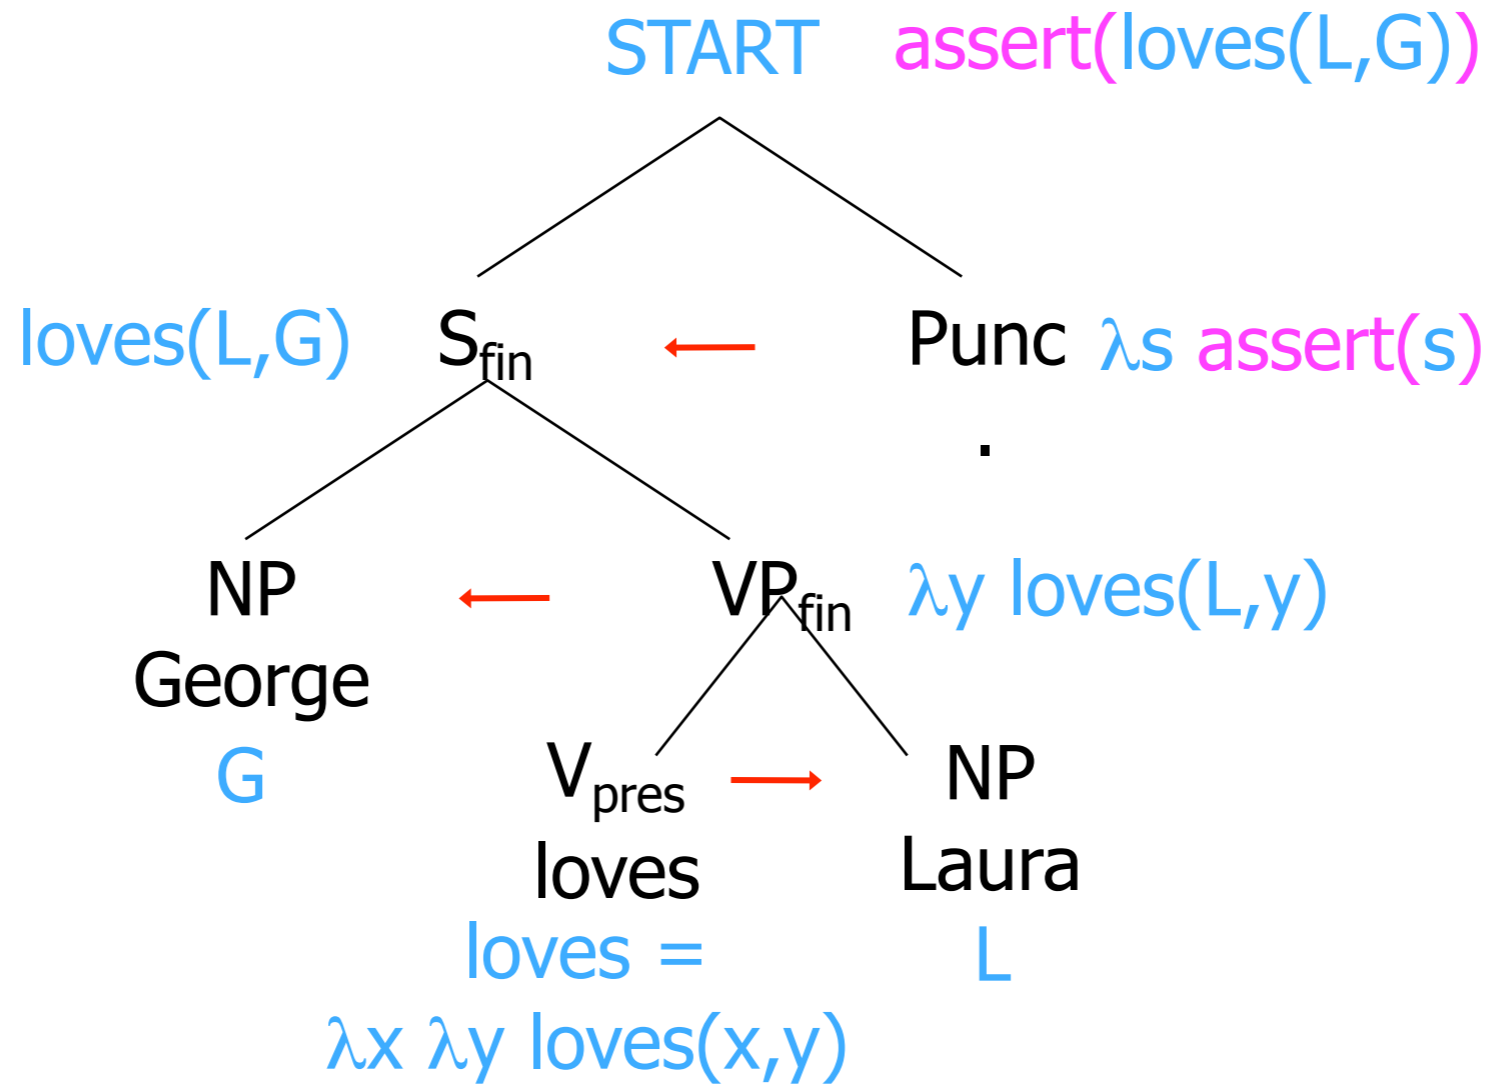 START assert(loves(L,G))
loves(L,G) Sfin Punc λs assert(s)
.
NP VPfin λy loves(L,y)
George
G Vpres NP
loves Laura
loves = L
λx λy loves(x,y)